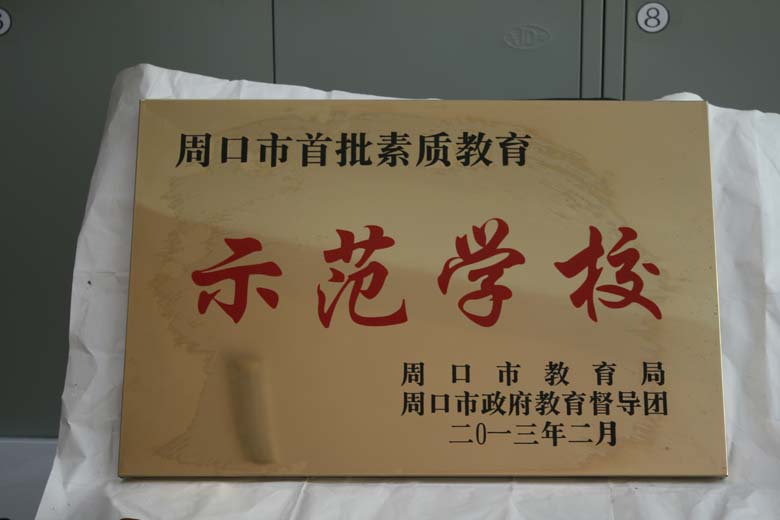 8
周口市首批素质教育
示范学校
周口市教育局
周口市政府教育督导团
二0一三年二月